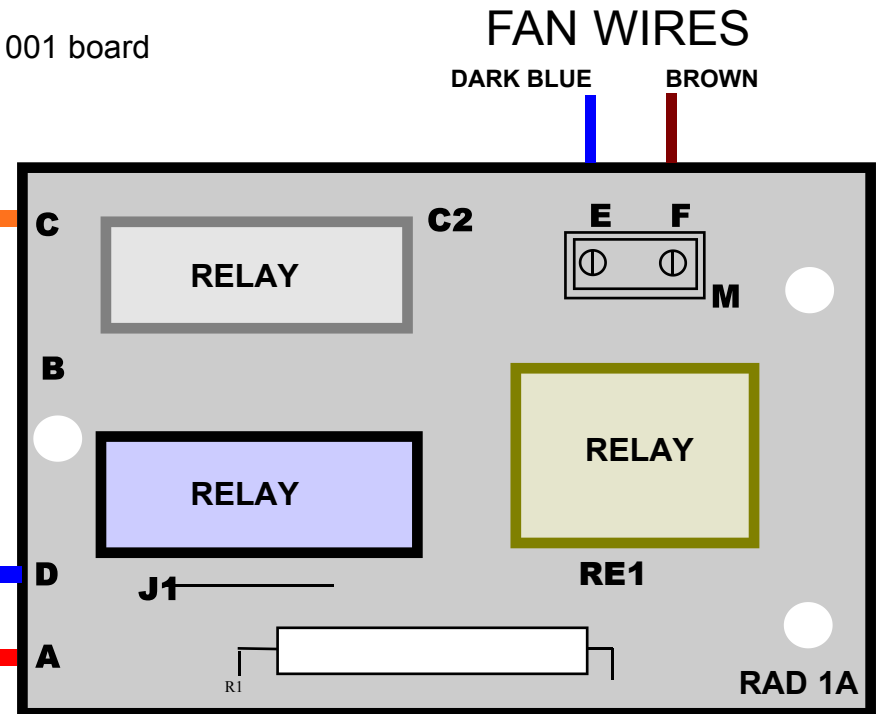 FAN WIRES
001 board
DARK BLUE BROWN
C C2 E F
RELAY
M
B
RELAY
RELAY
D J1 RE1
A
R1 RAD 1A